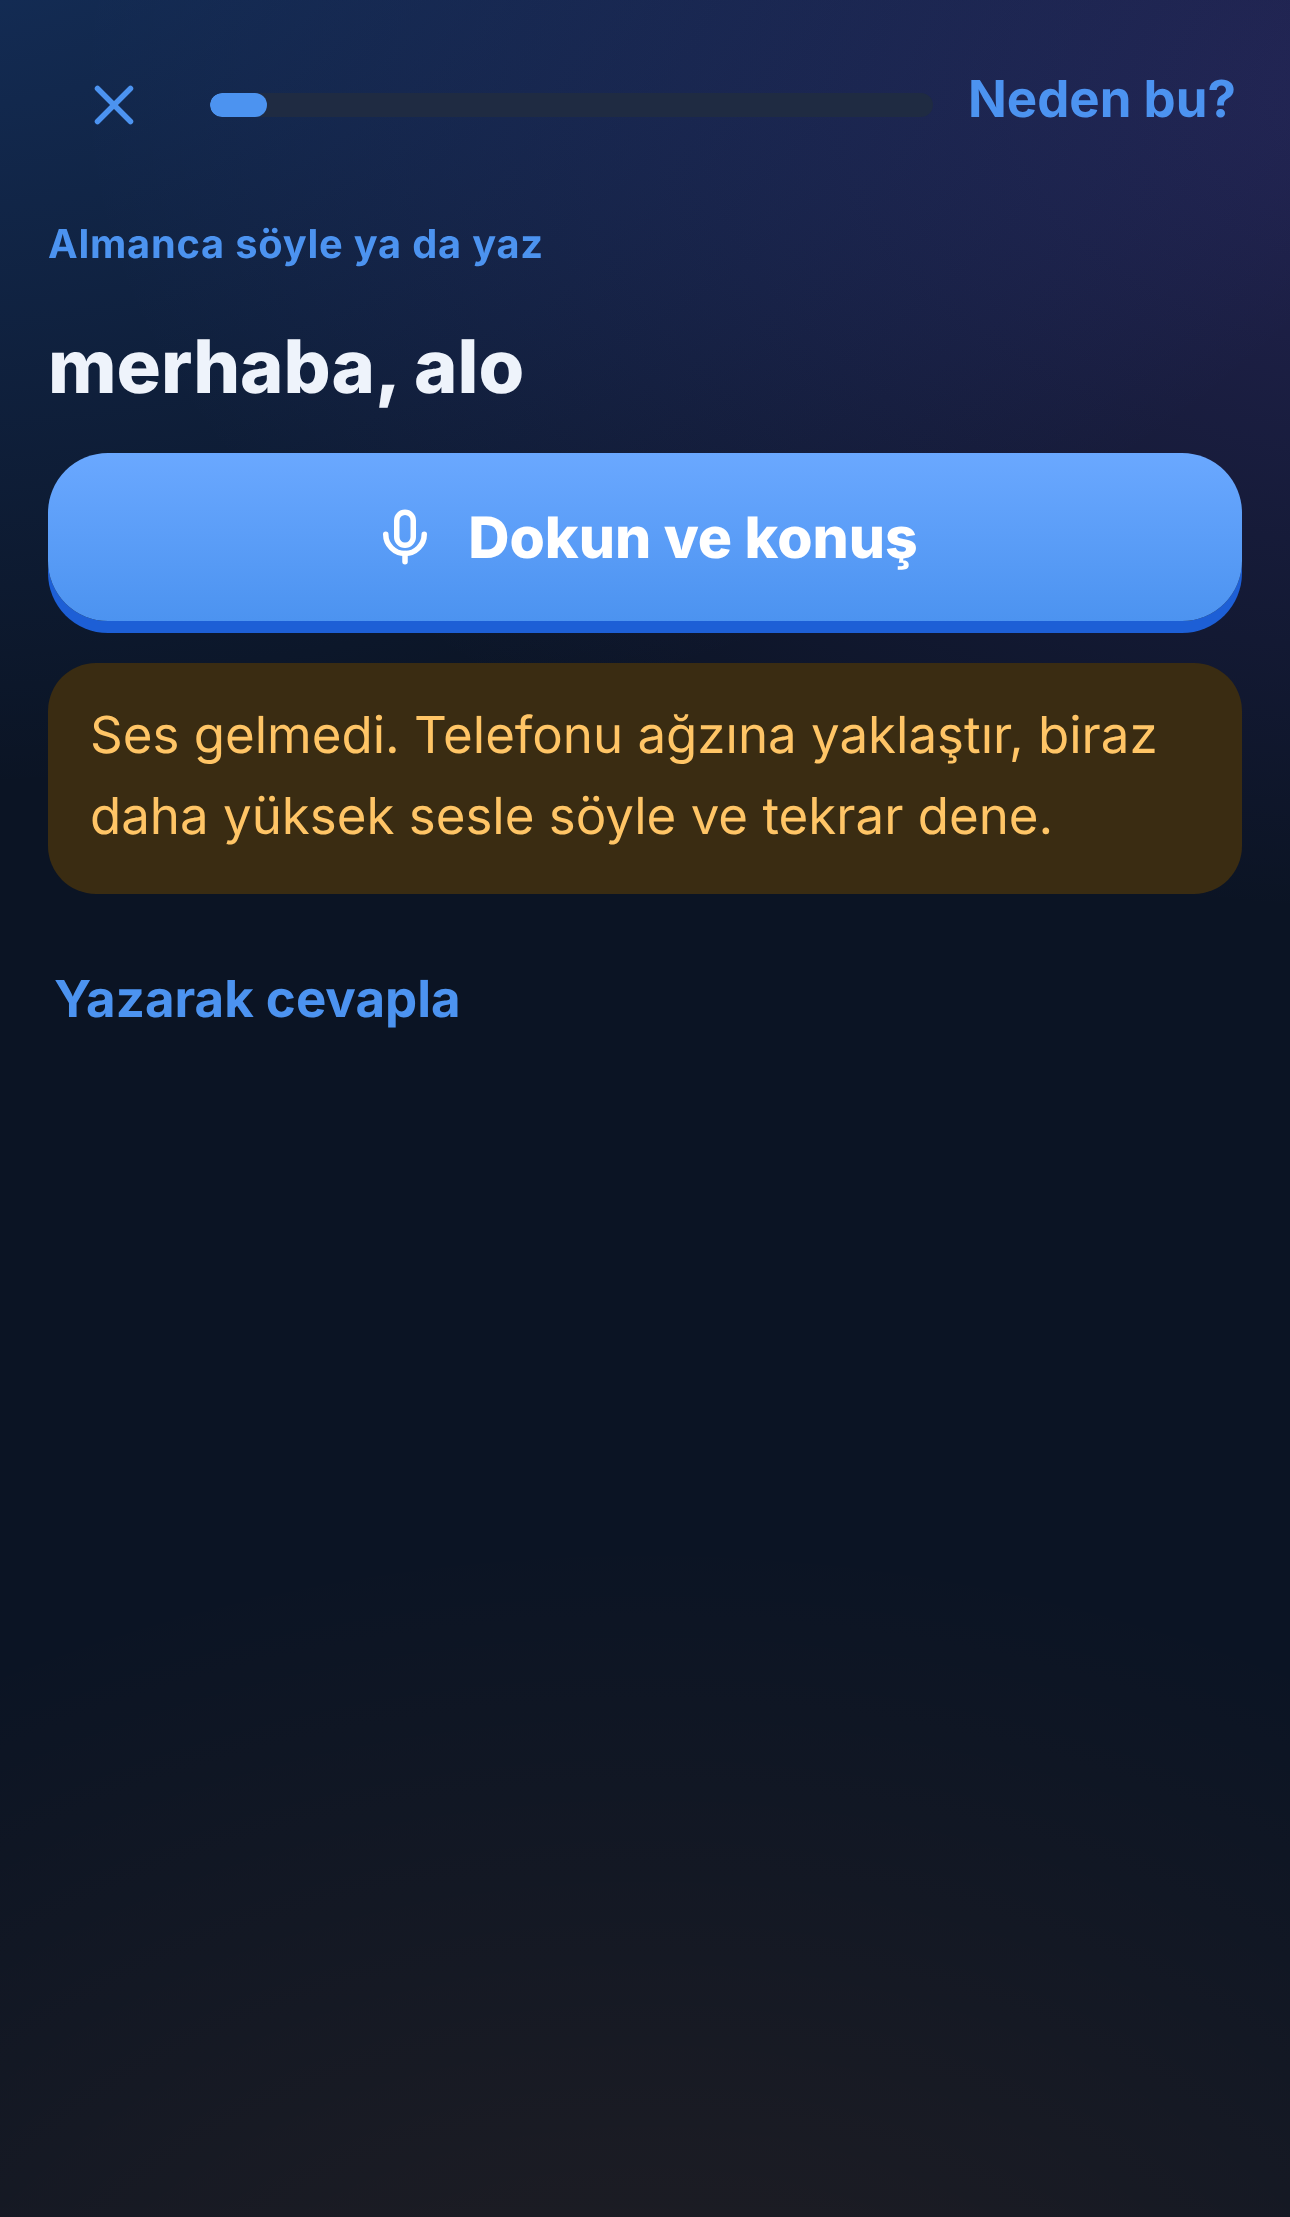 Neden bu?
Almanca söyle ya da yaz
merhaba, alo
Dokun ve konuş
Ses gelmedi. Telefonu ağzına yaklaştır, biraz
daha yüksek sesle söyle ve tekrar dene.
Yazarak cevapla